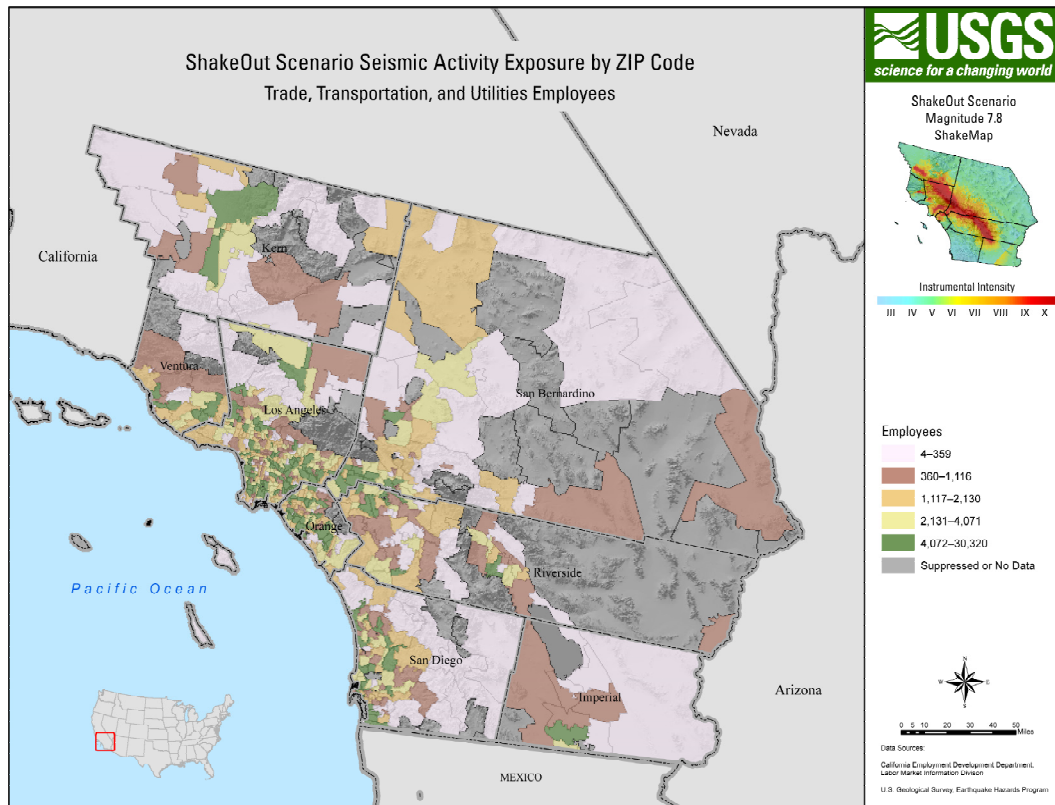 ShakeOut Scenario Seismic Activity Exposure by ZIP Code
Trade, Transportation, and Utilities Employees
Nevada
California
Kern
Ventura
Los Angeles
San Bernardino
Orange
Riverside
Pacific Ocean
San Diego
Imperial
Arizona
MEXICO
USGS
science for a changing world
ShakeOut Scenario
Magnitude 7.8
ShakeMap
Instrumental Intensity
III IV V VI VII VIII IX X
Employees
4–359
360–1,116
1,117–2,130
2,131–4,071
4,072–30,320
Suppressed or No Data
N
W E
S
0 5 10 20 30 40 50
Miles
Data Sources:
California Employment Development Department,
Labor Market Information Divison
U.S. Geological Survey, Earthquake Hazards Program